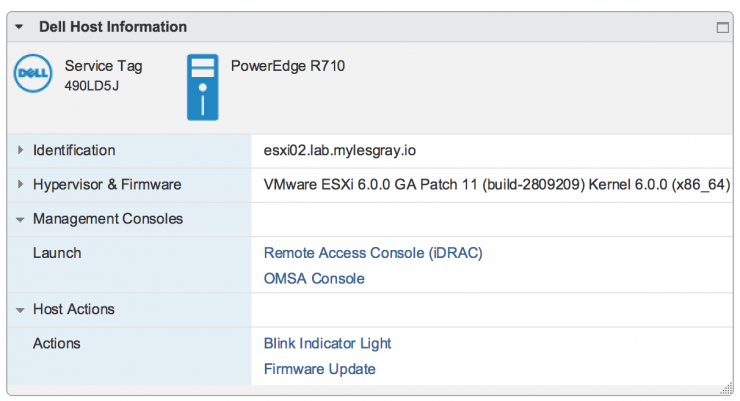 Dell Host Information
DELL
Service Tag
490LD5J
PowerEdge R710
Identification esxi02.lab.mylesgray.io
Hypervisor & Firmware VMware ESXi 6.0.0 GA Patch 11 (build-2809209) Kernel 6.0.0 (x86_64)
Management Consoles
Launch Remote Access Console (iDRAC)
OMSA Console
Host Actions
Actions Blink Indicator Light
Firmware Update